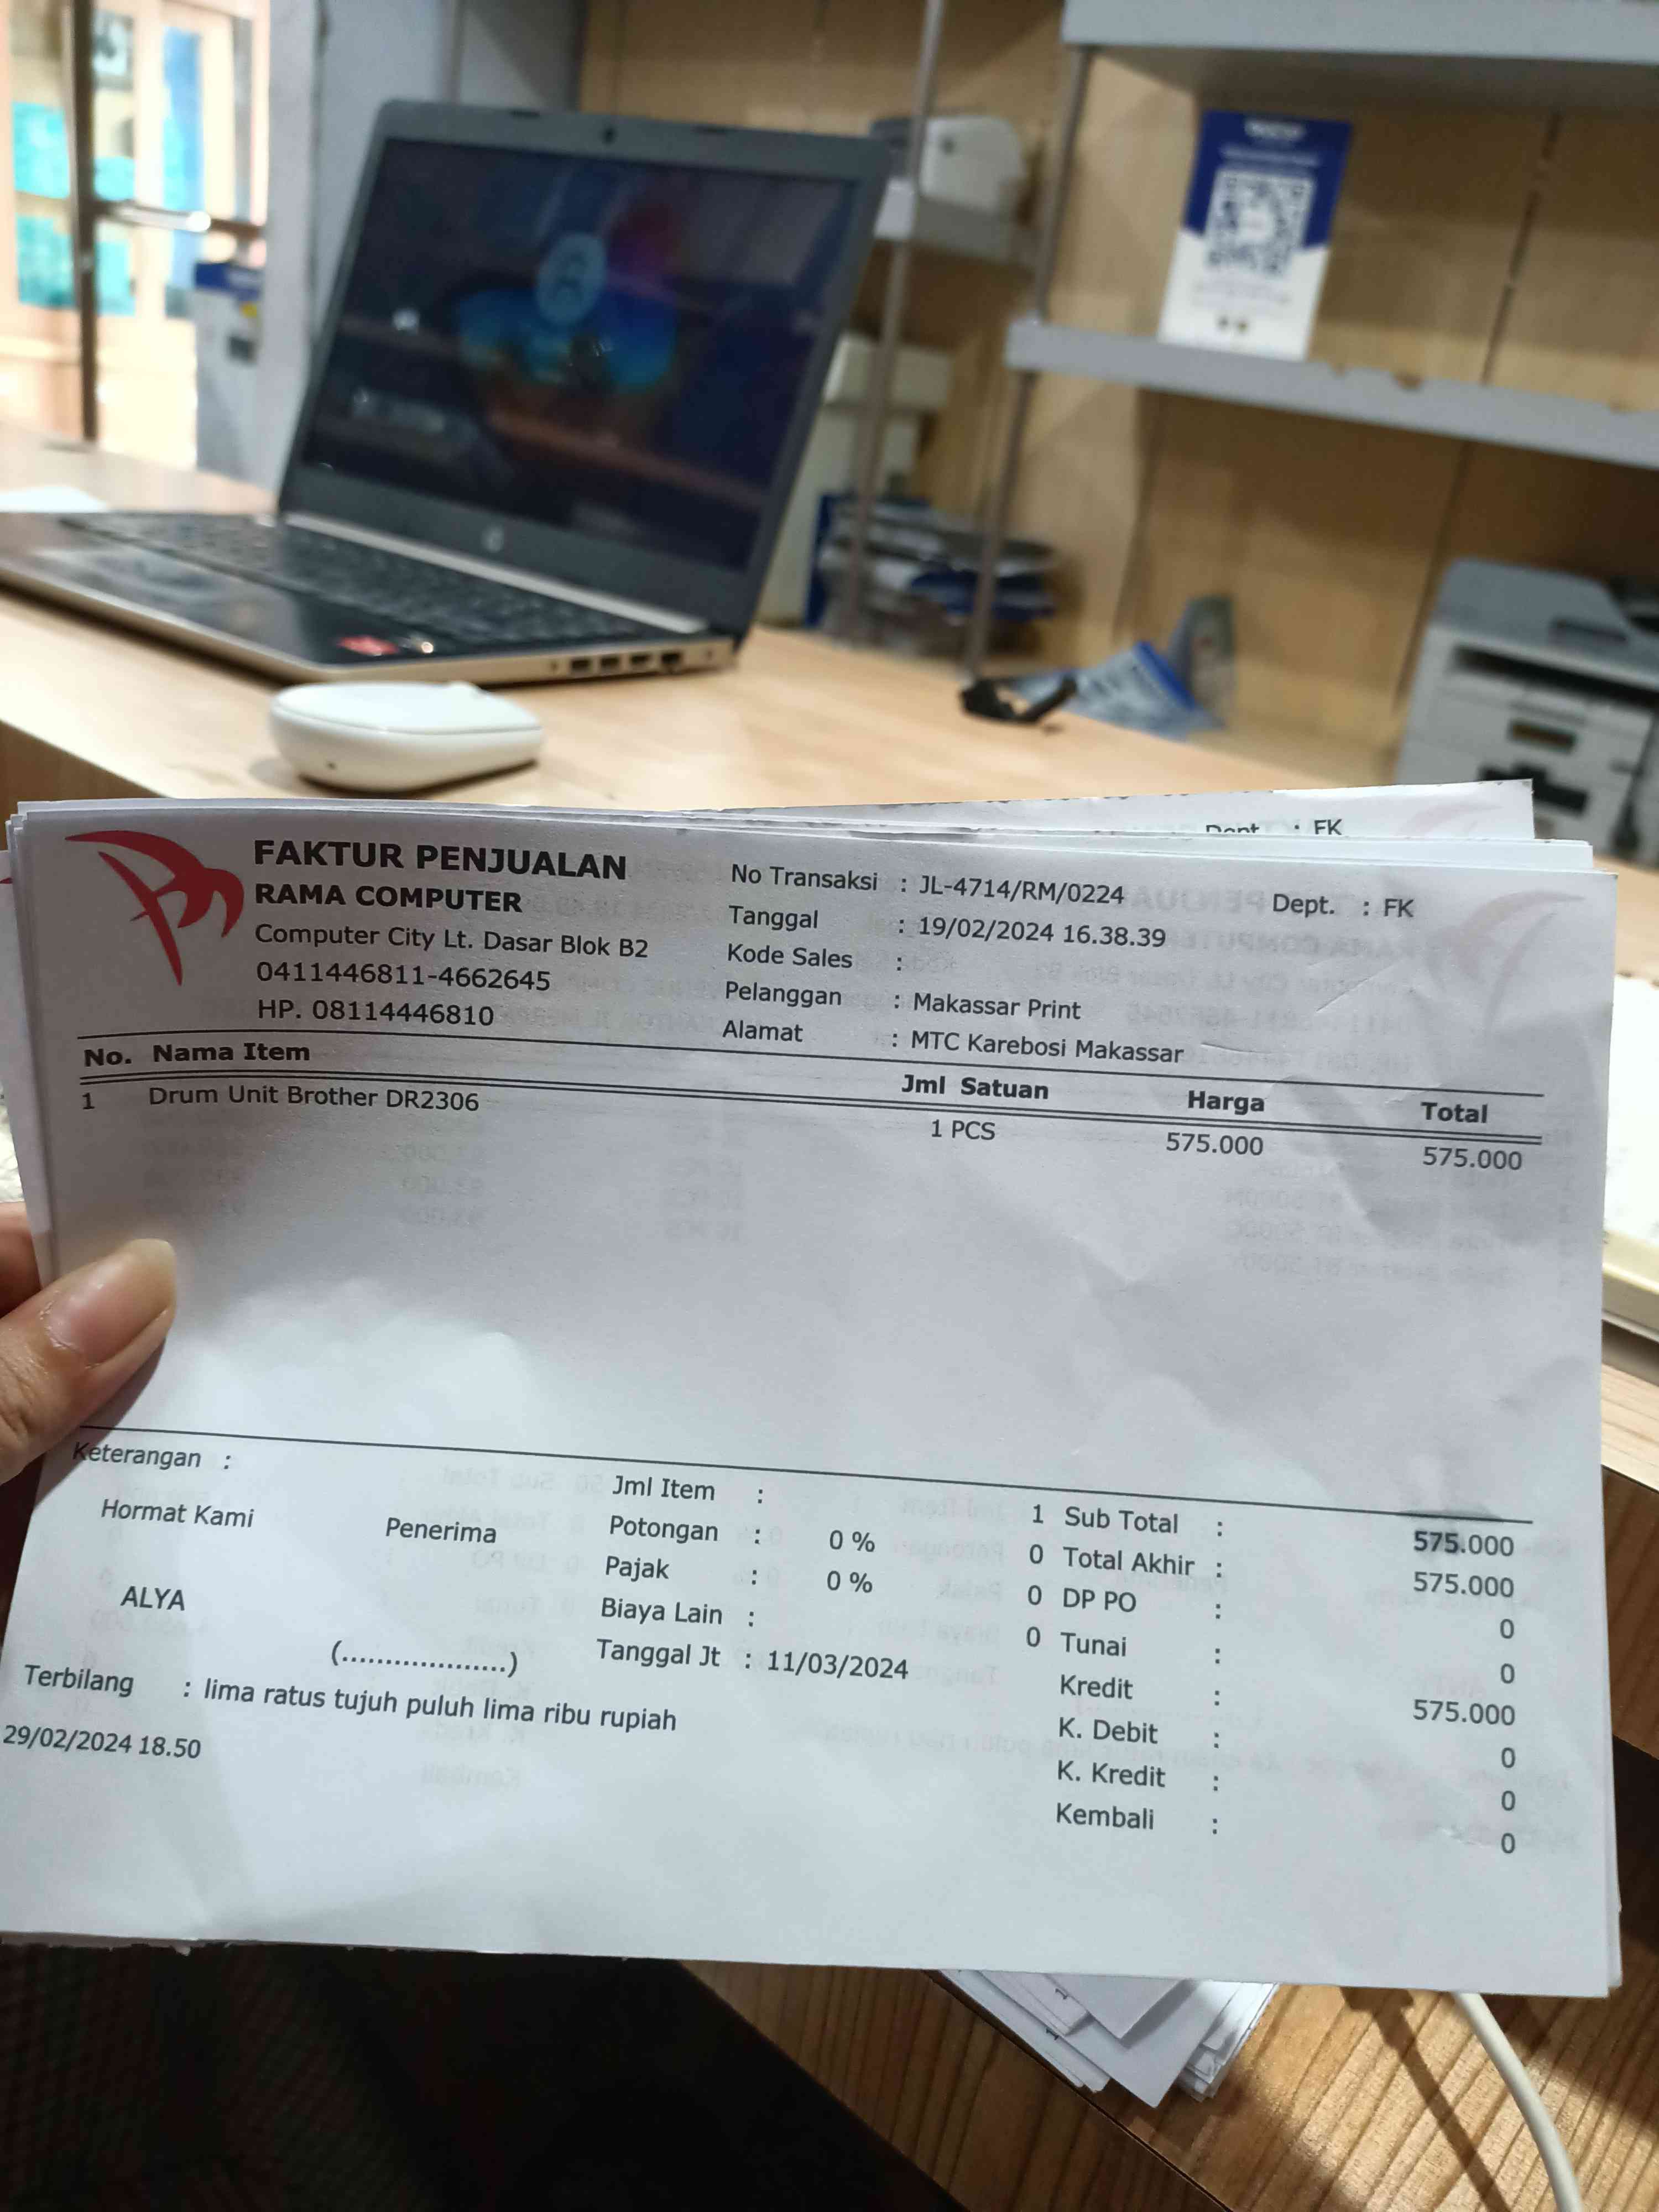 Dept : FK
FAKTUR PENJUALAN
RAMA COMPUTER
Computer City Lt. Dasar Blok B2
0411446811-4662645
HP. 08114446810
No Transaksi : JL-4714/RM/0224
Dept. : FK
Tanggal : 19/02/2024 16.38.39
Kode Sales :
Pelanggan : Makassar Print
Alamat : MTC Karebosi Makassar
No. Nama Item Jml Satuan Harga Total
1 Drum Unit Brother DR2306 1 PCS 575.000 575.000
Keterangan :
Hormat Kami
Penerima
ALYA
(...................)
Jml Item : 1
Potongan : 0 % 0
Pajak : 0 % 0
Biaya Lain : 0
Tanggal Jt : 11/03/2024
Sub Total : 575.000
Total Akhir : 575.000
DP PO : 0
Tunai : 0
Kredit : 575.000
K. Debit : 0
K. Kredit : 0
Kembali : 0
Terbilang : lima ratus tujuh puluh lima ribu rupiah
29/02/2024 18.50